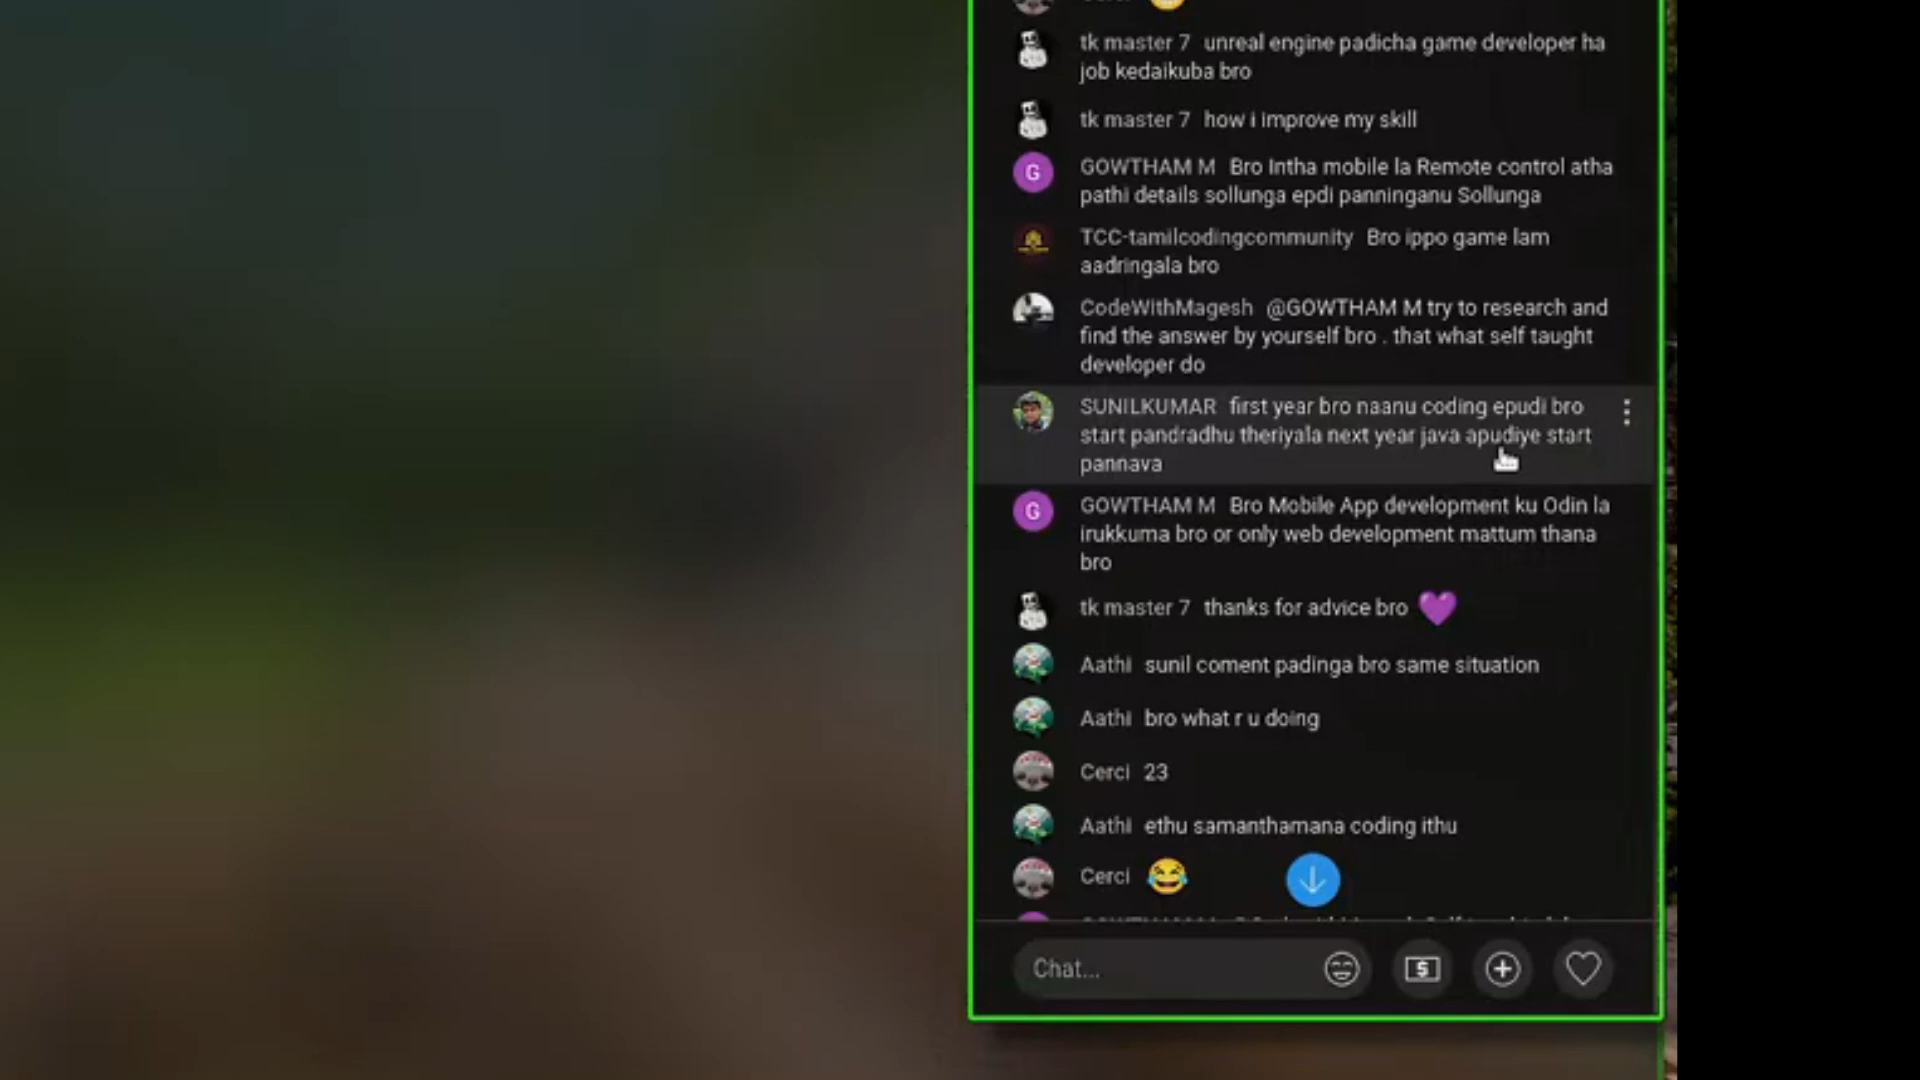 tk master 7 unreal engine padicha game developer ha
job kedaikuba bro
tk master 7 how i improve my skill
G
GOWTHAM M Bro Intha mobile la Remote control atha
pathi details sollunga epdi panninganu Sollunga
TCC-tamilcodingcommunity Bro ippo game lam
aadringala bro
CodeWithMagesh @GOWTHAM M try to research and
find the answer by yourself bro . that what self taught
developer do
SUNILKUMAR first year bro naanu coding epudi bro
start pandradhu theriyala next year java apudiye start
pannava
G
GOWTHAM M Bro Mobile App development ku Odin la
irukkuma bro or only web development mattum thana
bro
tk master 7 thanks for advice bro 💜
Aathi sunil coment padinga bro same situation
Aathi bro what r u doing
Cerci 23
Aathi ethu samanthamana coding ithu
Cerci 😂
Chat...